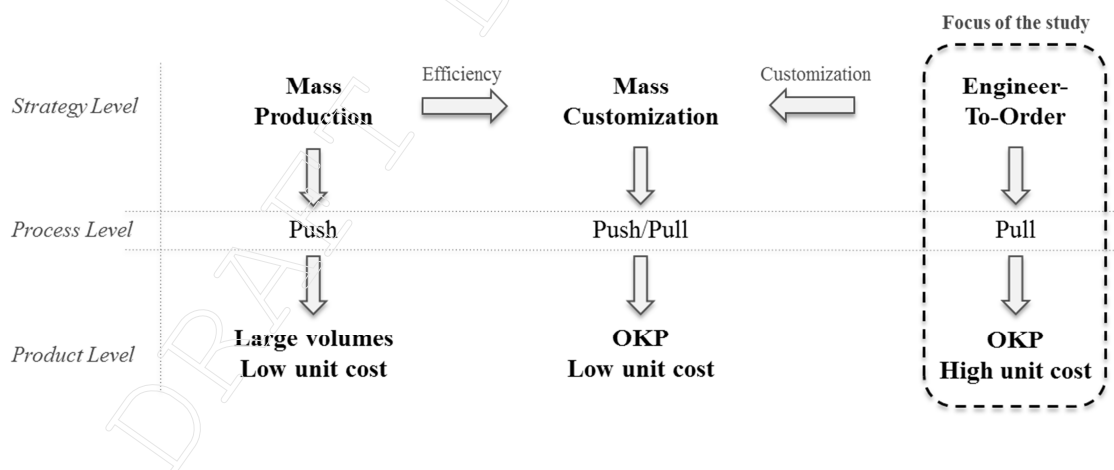 Focus of the study
Efficiency
Customization
Strategy Level
Mass
Production
Mass
Customization
Engineer-
To-Order
Process Level
Push
Push/Pull
Pull
Product Level
Large volumes
Low unit cost
OKP
Low unit cost
OKP
High unit cost
DRAFT